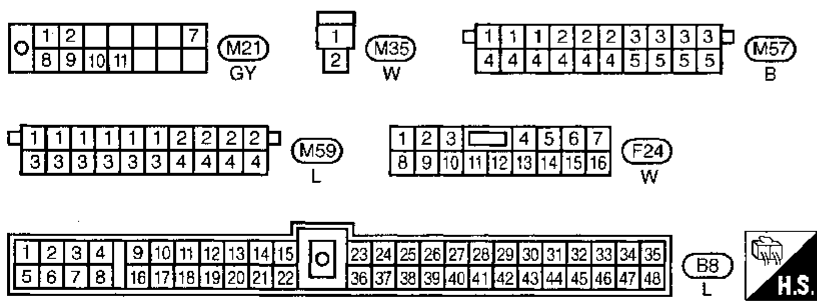 1 2 7
8 9 10 11
M21
GY
1
2
M35
W
1 1 1 2 2 2 3 3 3 3
4 4 4 4 4 4 5 5 5 5
M57
B
1 1 1 1 1 1 2 2 2 2
3 3 3 3 3 3 4 4 4 4
M59
L
1 2 3 4 5 6 7
8 9 10 11 12 13 14 15 16
F24
W
1 2 3 4 9 10 11 12 13 14 15 23 24 25 26 27 28 29 30 31 32 33 34 35
5 6 7 8 16 17 18 19 20 21 22 36 37 38 39 40 41 42 43 44 45 46 47 48
B8
L
H.S.